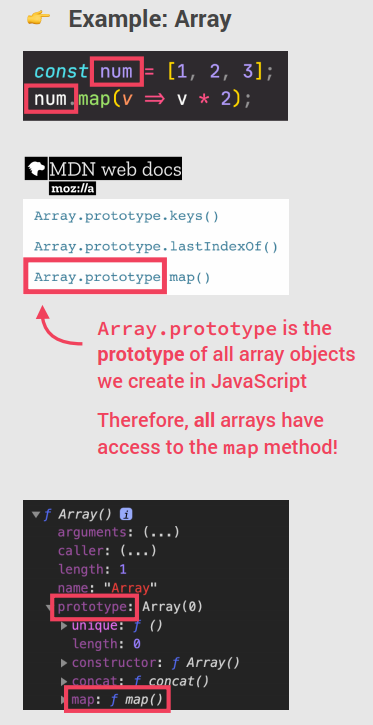 👉 Example: Array
const num = [1, 2, 3];
num.map(v => v * 2);
MDN web docs
moz://a
Array.prototype.keys()
Array.prototype.lastIndexOf()
Array.prototype.map()
Array.prototype is the
prototype of all array objects
we create in JavaScript
Therefore, all arrays have
access to the map method!
▼ƒ Array() i
arguments: (...)
caller: (...)
length: 1
name: "Array"
▼prototype: Array(0)
▶unique: ƒ ()
length: 0
▶constructor: ƒ Array()
▶concat: ƒ concat()
▶map: ƒ map()